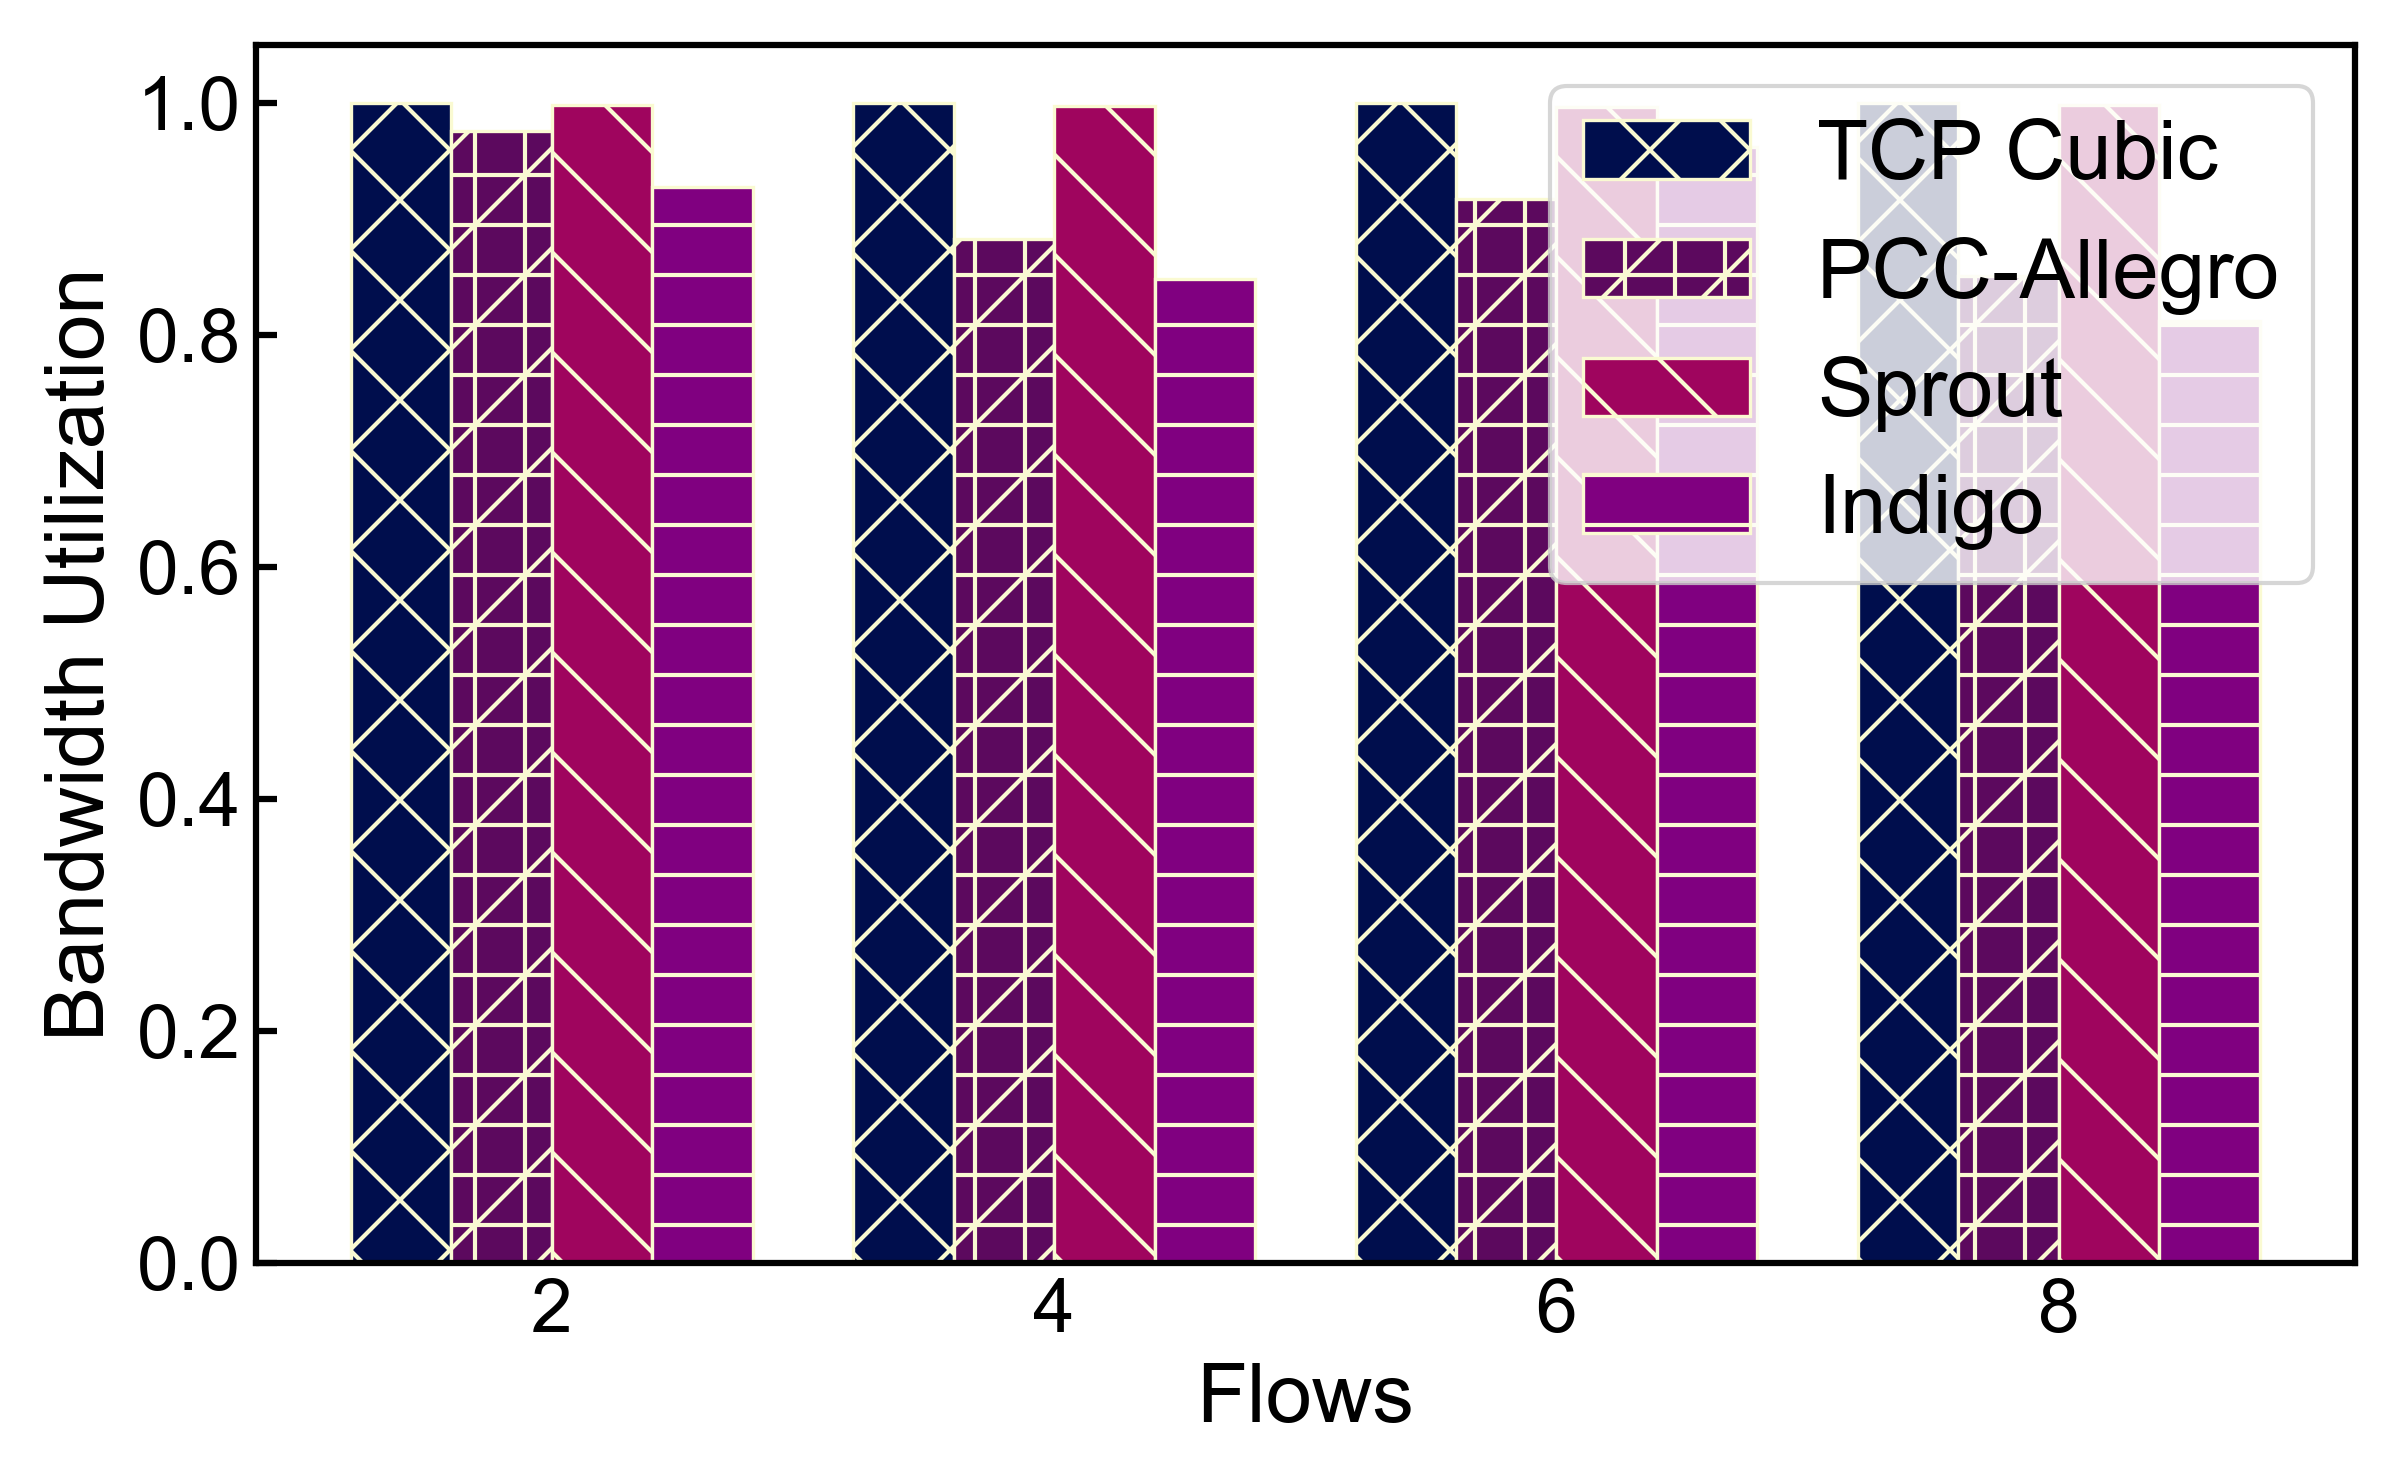 1.0
0.8
0.6
0.4
0.2
0.0
Bandwidth Utilization
TCP Cubic
PCC-Allegro
Sprout
Indigo
2 4 6 8
Flows